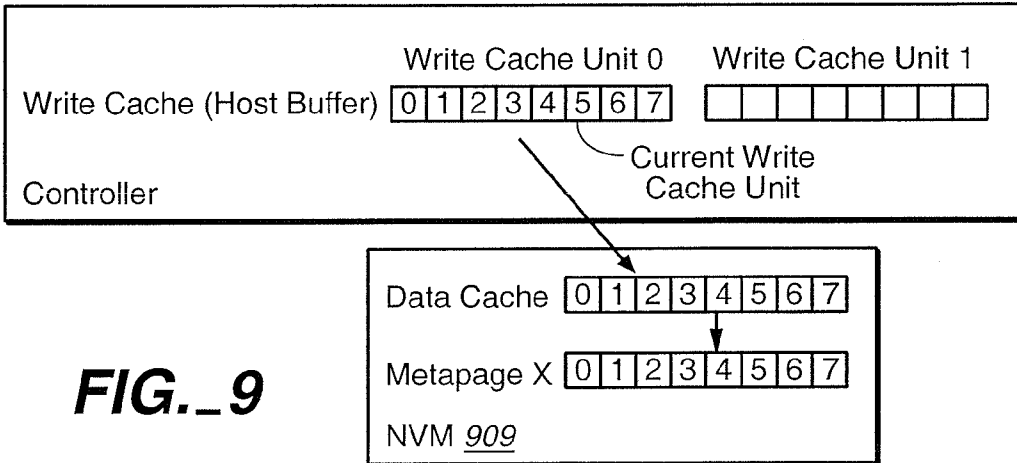 Write Cache Unit 0 Write Cache Unit 1
Write Cache (Host Buffer) 0 1 2 3 4 5 6 7
Current Write
Cache Unit
Controller
Data Cache 0 1 2 3 4 5 6 7
Metapage X 0 1 2 3 4 5 6 7
FIG._9
NVM 909